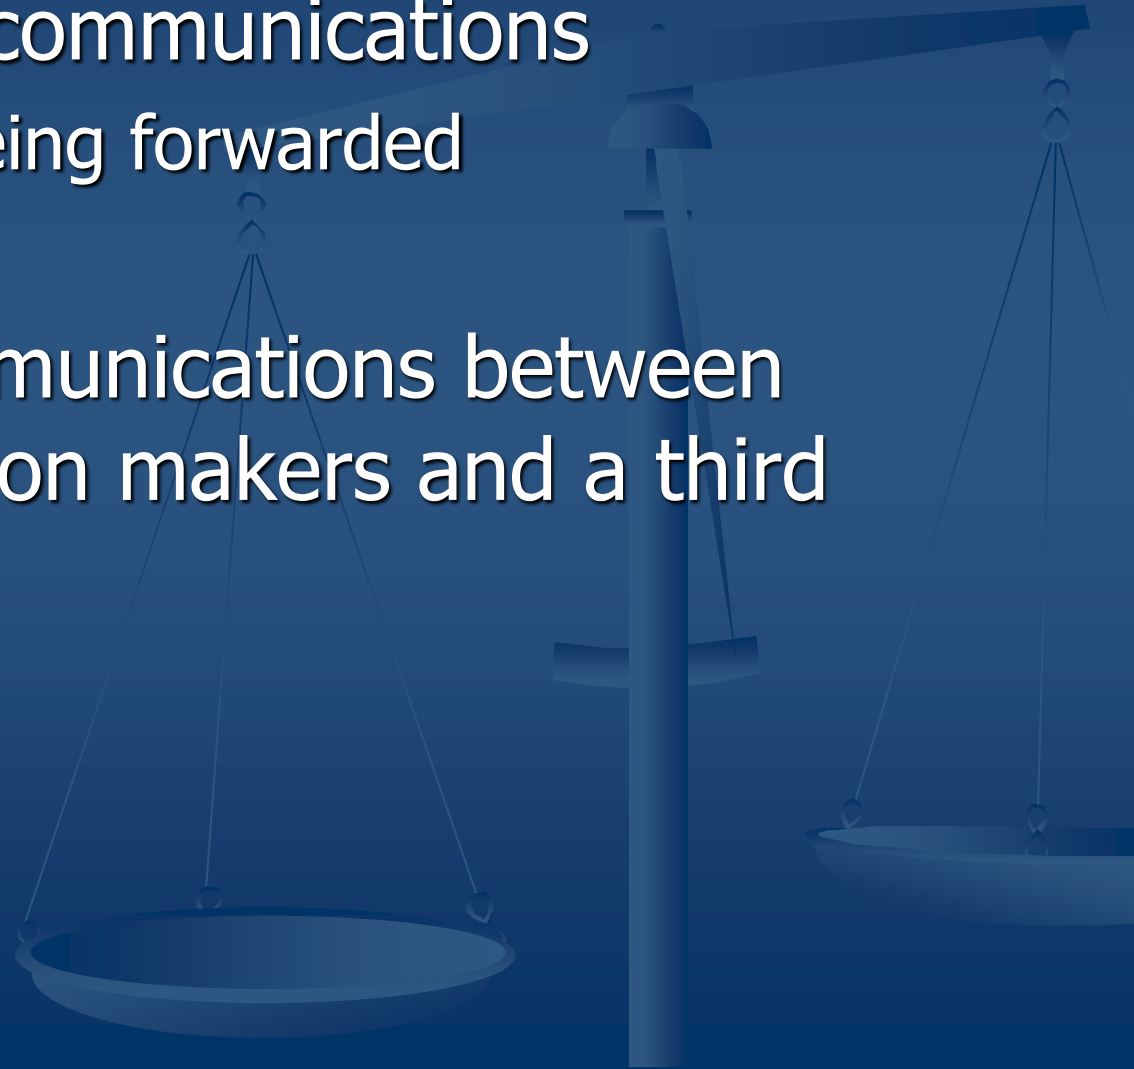 communications
eing forwarded
munications between
on makers and a third